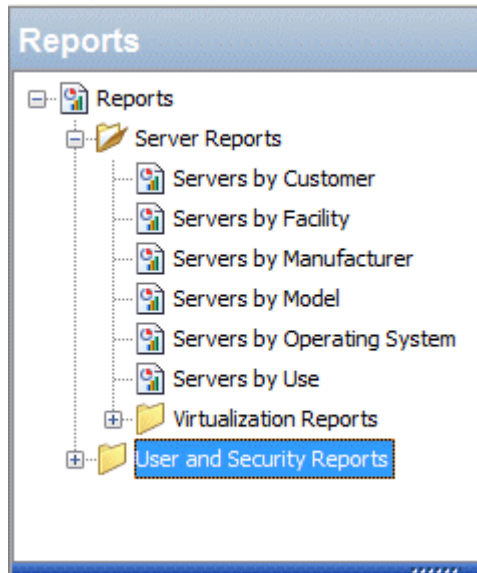 Reports
Reports
Server Reports
Servers by Customer
Servers by Facility
Servers by Manufacturer
Servers by Model
Servers by Operating System
Servers by Use
Virtualization Reports
User and Security Reports